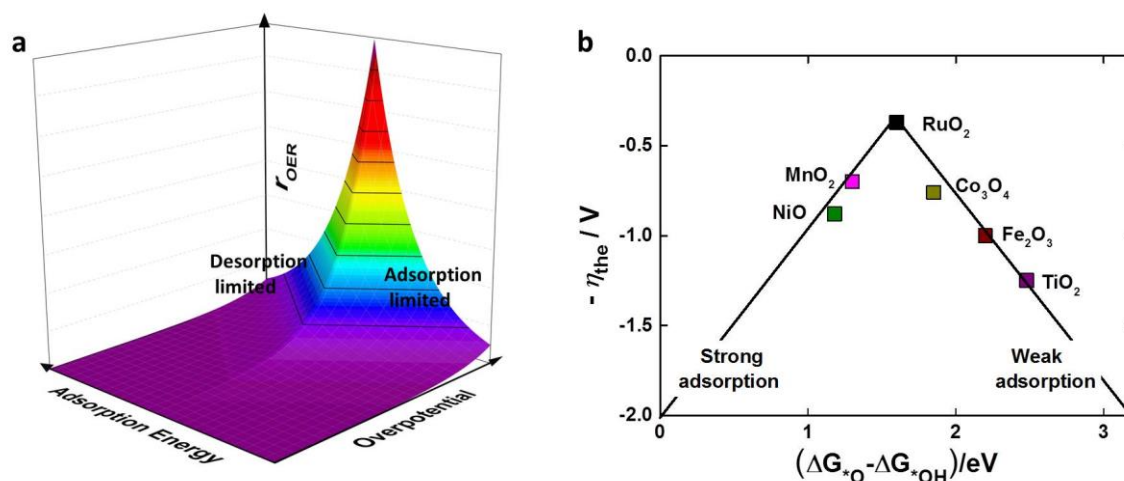 a
r_OER
Desorption
limited
Adsorption
limited
Adsorption Energy
Overpotential
b
0.0
-0.5
-1.0
-1.5
-2.0
- η_the / V
RuO₂
MnO₂
Co₃O₄
NiO
Fe₂O₃
TiO₂
Strong
adsorption
Weak
adsorption
0
1
2
3
(ΔG*O-ΔG*OH)/eV